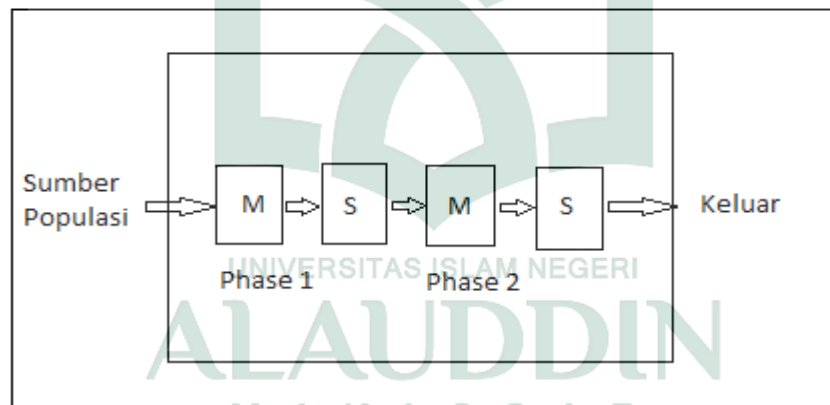 Sumber
Populasi
M
S
M
S
Keluar
Phase 1
Phase 2
UNIVERSITAS ISLAM NEGERI
ALAUDDIN